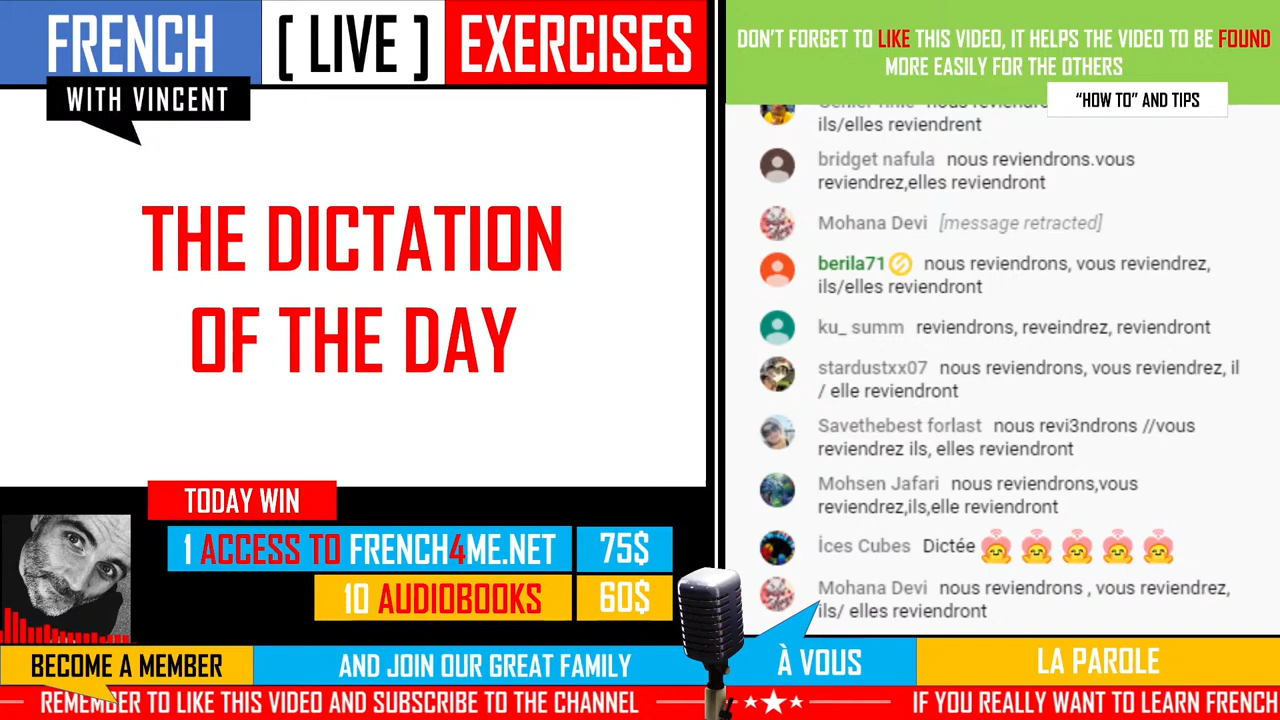 FRENCH [ LIVE ] EXERCISES
WITH VINCENT
THE DICTATION
OF THE DAY
TODAY WIN
1 ACCESS TO FRENCH4ME.NET 75$
10 AUDIOBOOKS 60$
BECOME A MEMBER AND JOIN OUR GREAT FAMILY
REMEMBER TO LIKE THIS VIDEO AND SUBSCRIBE TO THE CHANNEL
DON'T FORGET TO LIKE THIS VIDEO, IT HELPS THE VIDEO TO BE FOUND
MORE EASILY FOR THE OTHERS
"HOW TO" AND TIPS
ils/elles reviendrent
bridget nafula nous reviendrons.vous
reviendrez,elles reviendront
Mohana Devi [message retracted]
berila71 nous reviendrons, vous reviendrez,
ils/elles reviendront
ku_ summ reviendrons, reveindrez, reviendront
stardustxx07 nous reviendrons, vous reviendrez, il
/ elle reviendront
Savethebest forlast nous revi3ndrons //vous
reviendrez ils, elles reviendront
Mohsen Jafari nous reviendrons,vous
reviendrez,ils,elle reviendront
İces Cubes Dictée
Mohana Devi nous reviendrons , vous reviendrez,
ils/ elles reviendront
À VOUS LA PAROLE
IF YOU REALLY WANT TO LEARN FRENCH